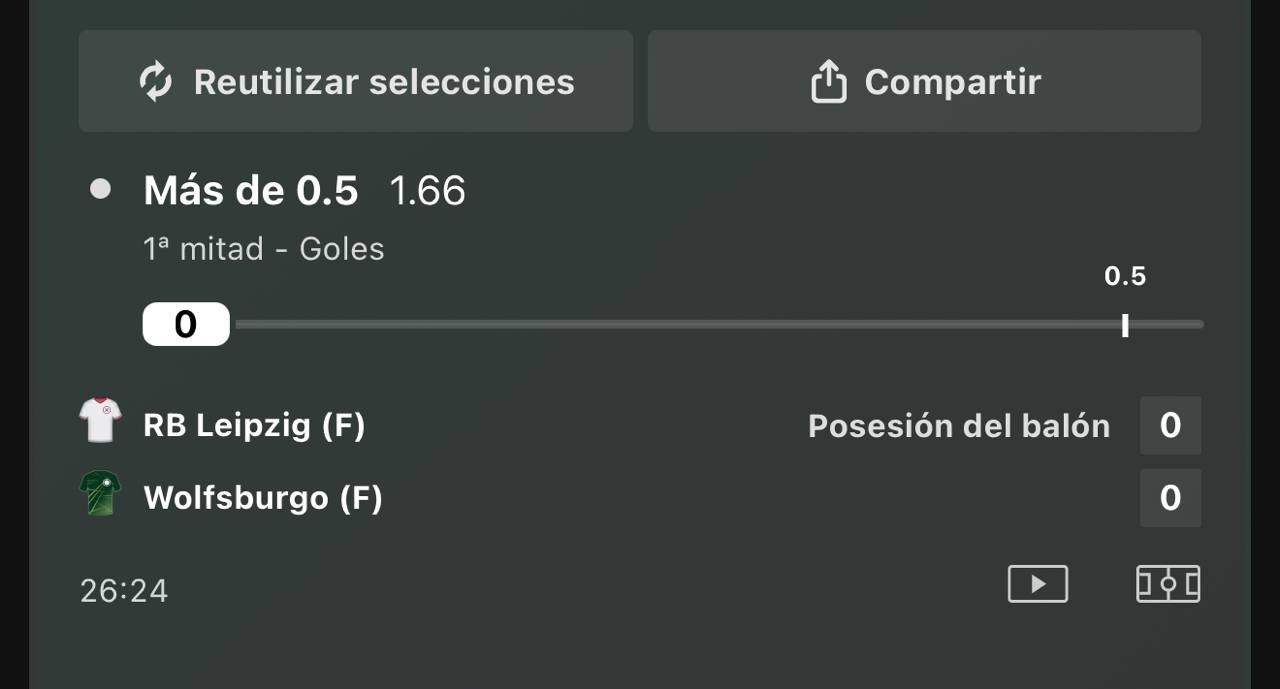 Reutilizar selecciones Compartir
Más de 0.5 1.66
1ª mitad - Goles
0.5
0
RB Leipzig (F) Posesión del balón 0
Wolfsburgo (F) 0
26:24